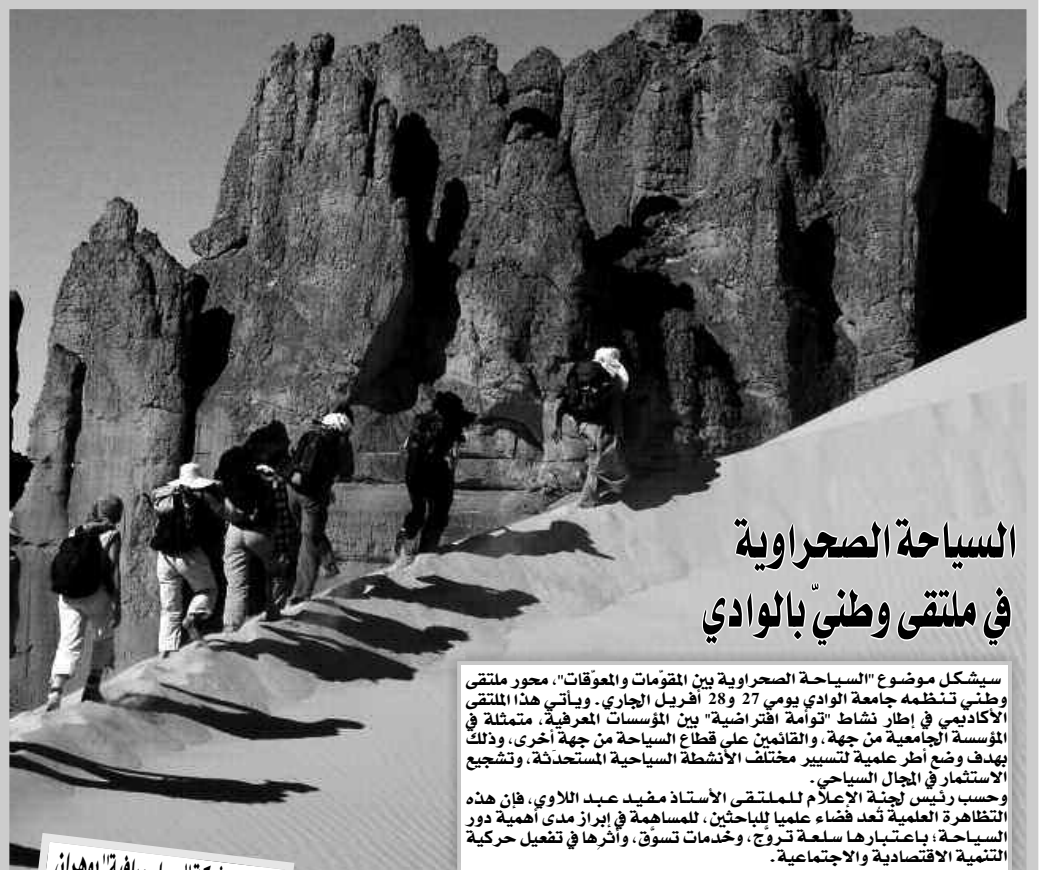 السياحة الصحراوية
في ملتقى وطنيّ بالوادي
سيشكل موضوع "السياحة الصحراوية بين المقوّمات والمعوّقات"، محور ملتقى
وطني تنظمه جامعة الوادي يومي 27 و28 أفريل الجاري. ويأتي هذا الملتقى
الأكاديمي في إطار نشاط "توأمة افتراضية" بين المؤسسات المعرفية، متمثلة في
المؤسسة الجامعية من جهة، والقائمين على قطاع السياحة من جهة أخرى، وذلك
بهدف وضع أطر علمية لتسيير مختلف الأنشطة السياحية المستحدَثة، وتشجيع
الاستثمار في المجال السياحي.
وحسب رئيس لجنة الإعلام للملتقى الأستاذ مفيد عبد اللاوي، فإن هذه
التظاهرة العلمية تُعد فضاء علميا للباحثين، للمساهمة في إبراز مدى أهمية دور
السياحة؛ باعتبارها سلعة تروَّج، وخدمات تسوَّق، وأثرها في تفعيل حركية
التنمية الاقتصادية والاجتماعية.
بوهران